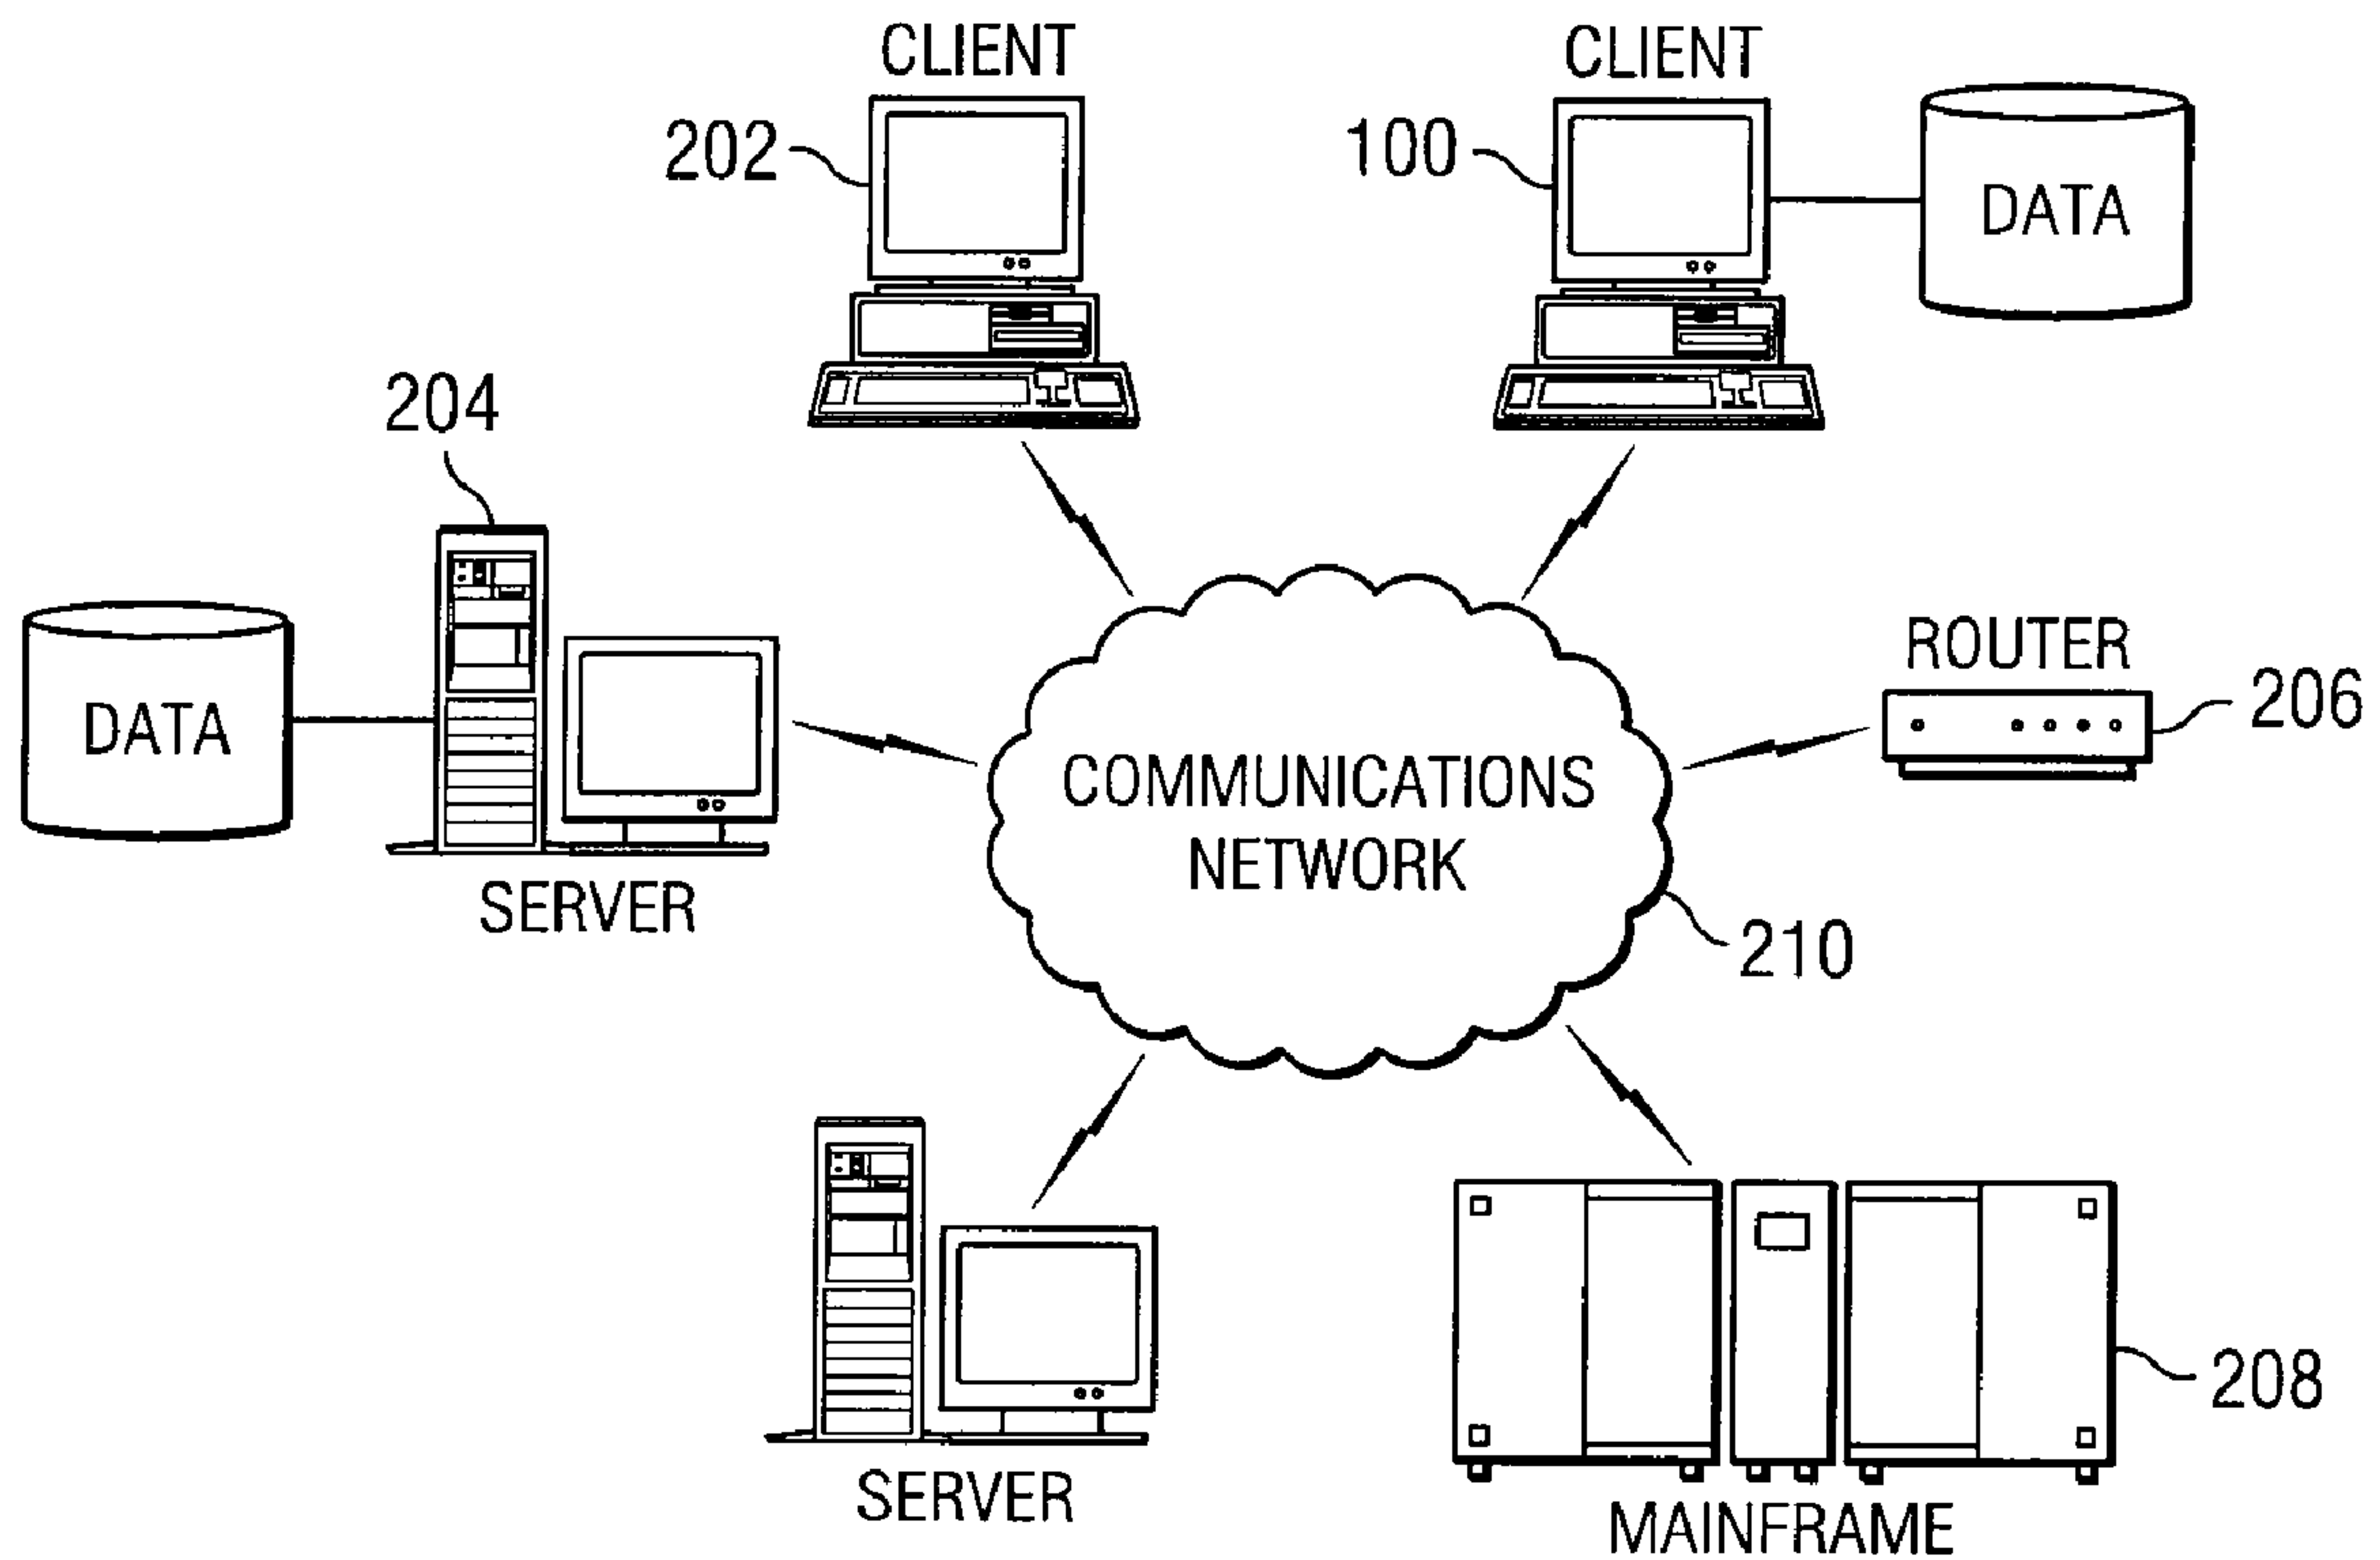 CLIENT
CLIENT
202
100
DATA
204
ROUTER
206
DATA
COMMUNICATIONS
NETWORK
SERVER
210
208
SERVER
MAINFRAME